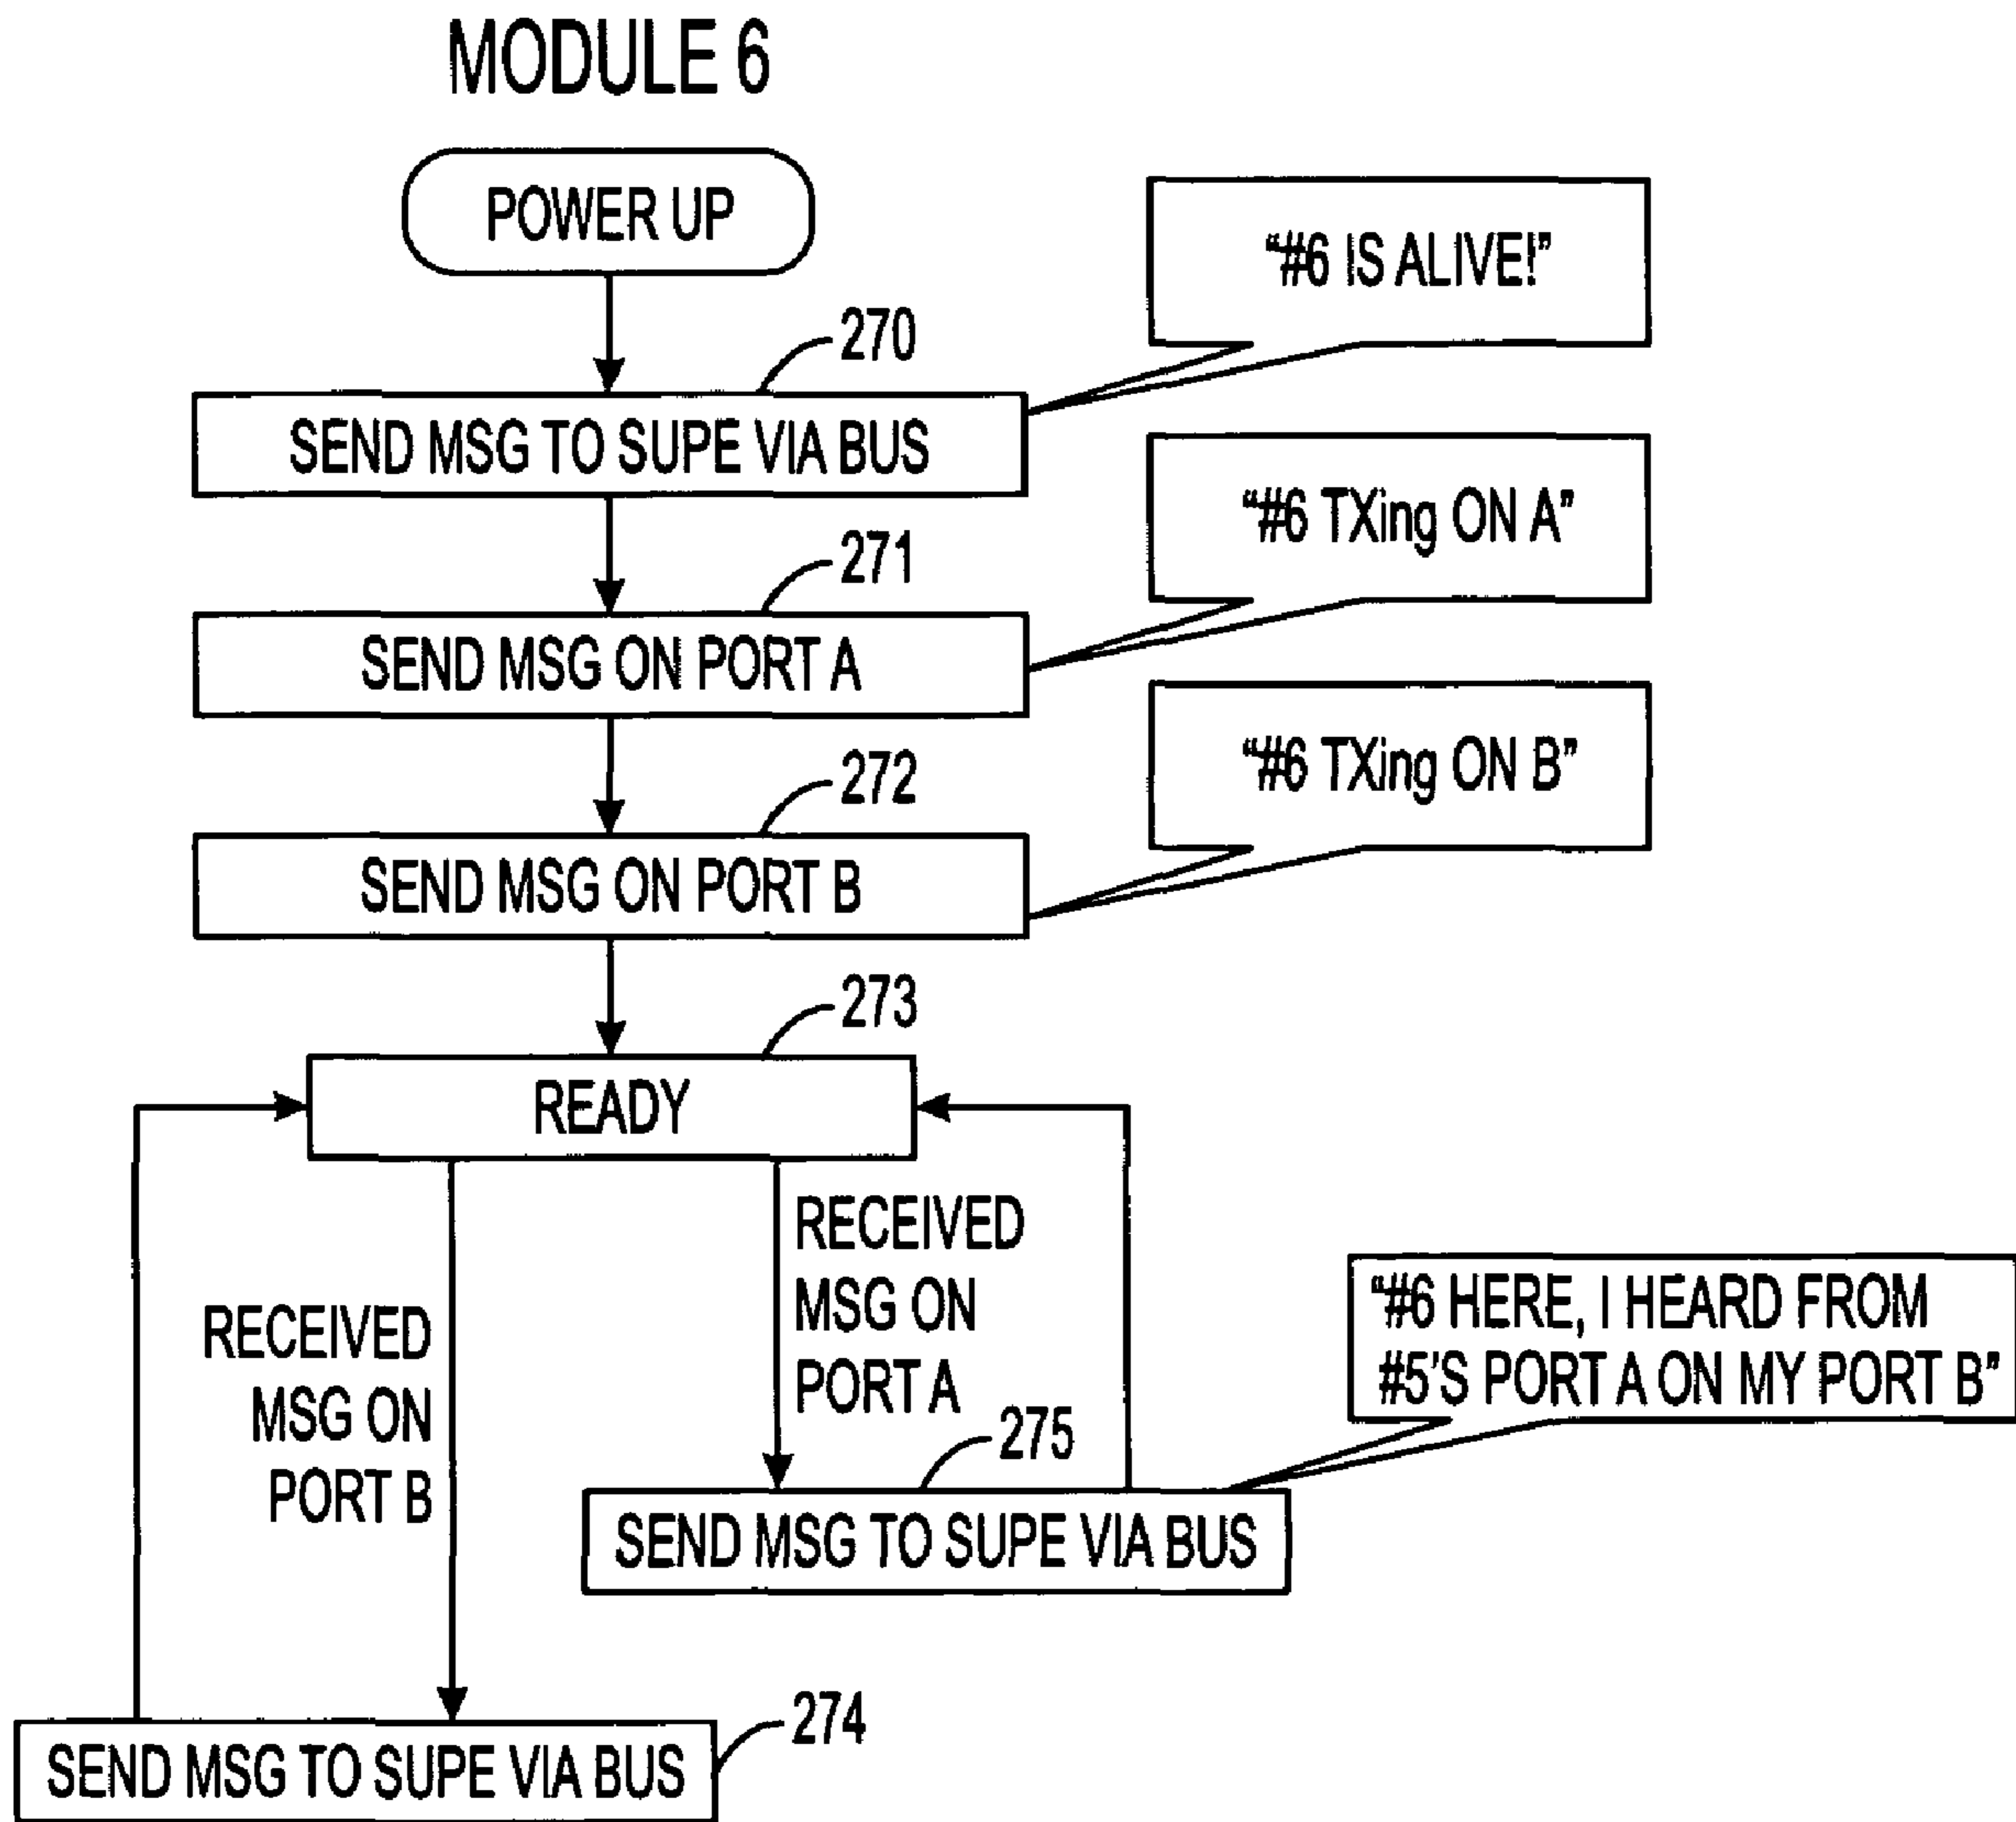 MODULE 6
POWER UP
"#6 IS ALIVE!"
270
SEND MSG TO SUPE VIA BUS
"#6 TXing ON A"
271
SEND MSG ON PORT A
"#6 TXing ON B"
272
SEND MSG ON PORT B
273
READY
RECEIVED
MSG ON
PORT A
RECEIVED
MSG ON
PORT B
"#6 HERE, I HEARD FROM
#5'S PORT A ON MY PORT B"
275
SEND MSG TO SUPE VIA BUS
274
SEND MSG TO SUPE VIA BUS